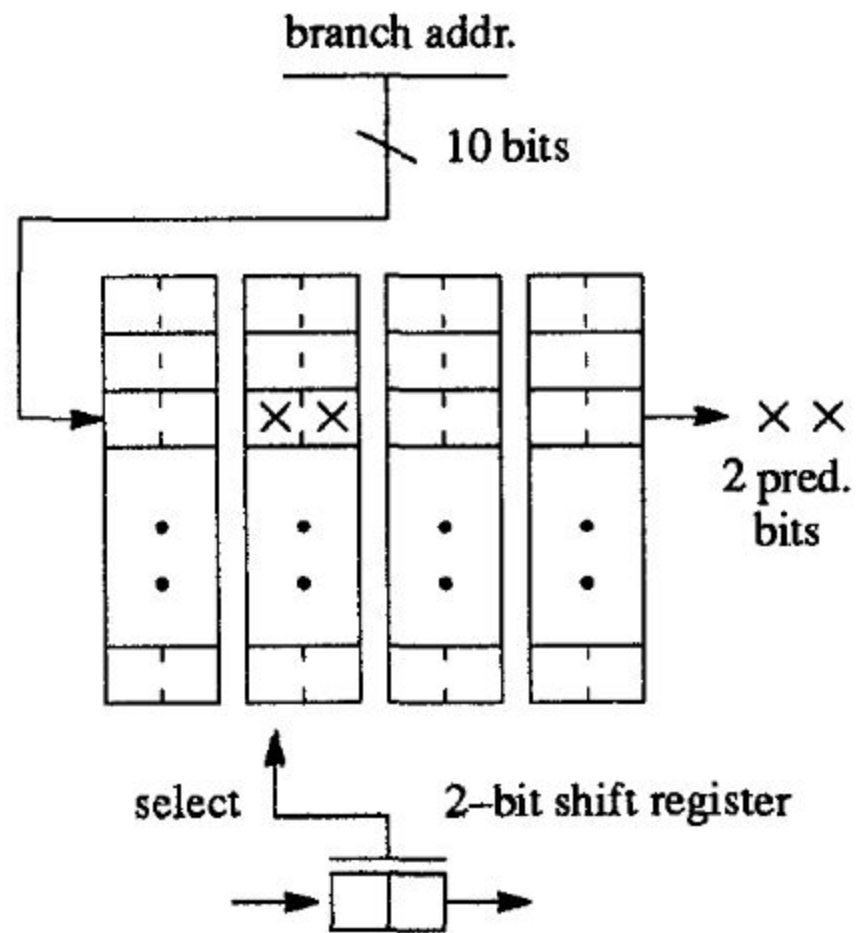 branch addr.
10 bits
× ×
× ×
2 pred.
bits
select
2-bit shift register